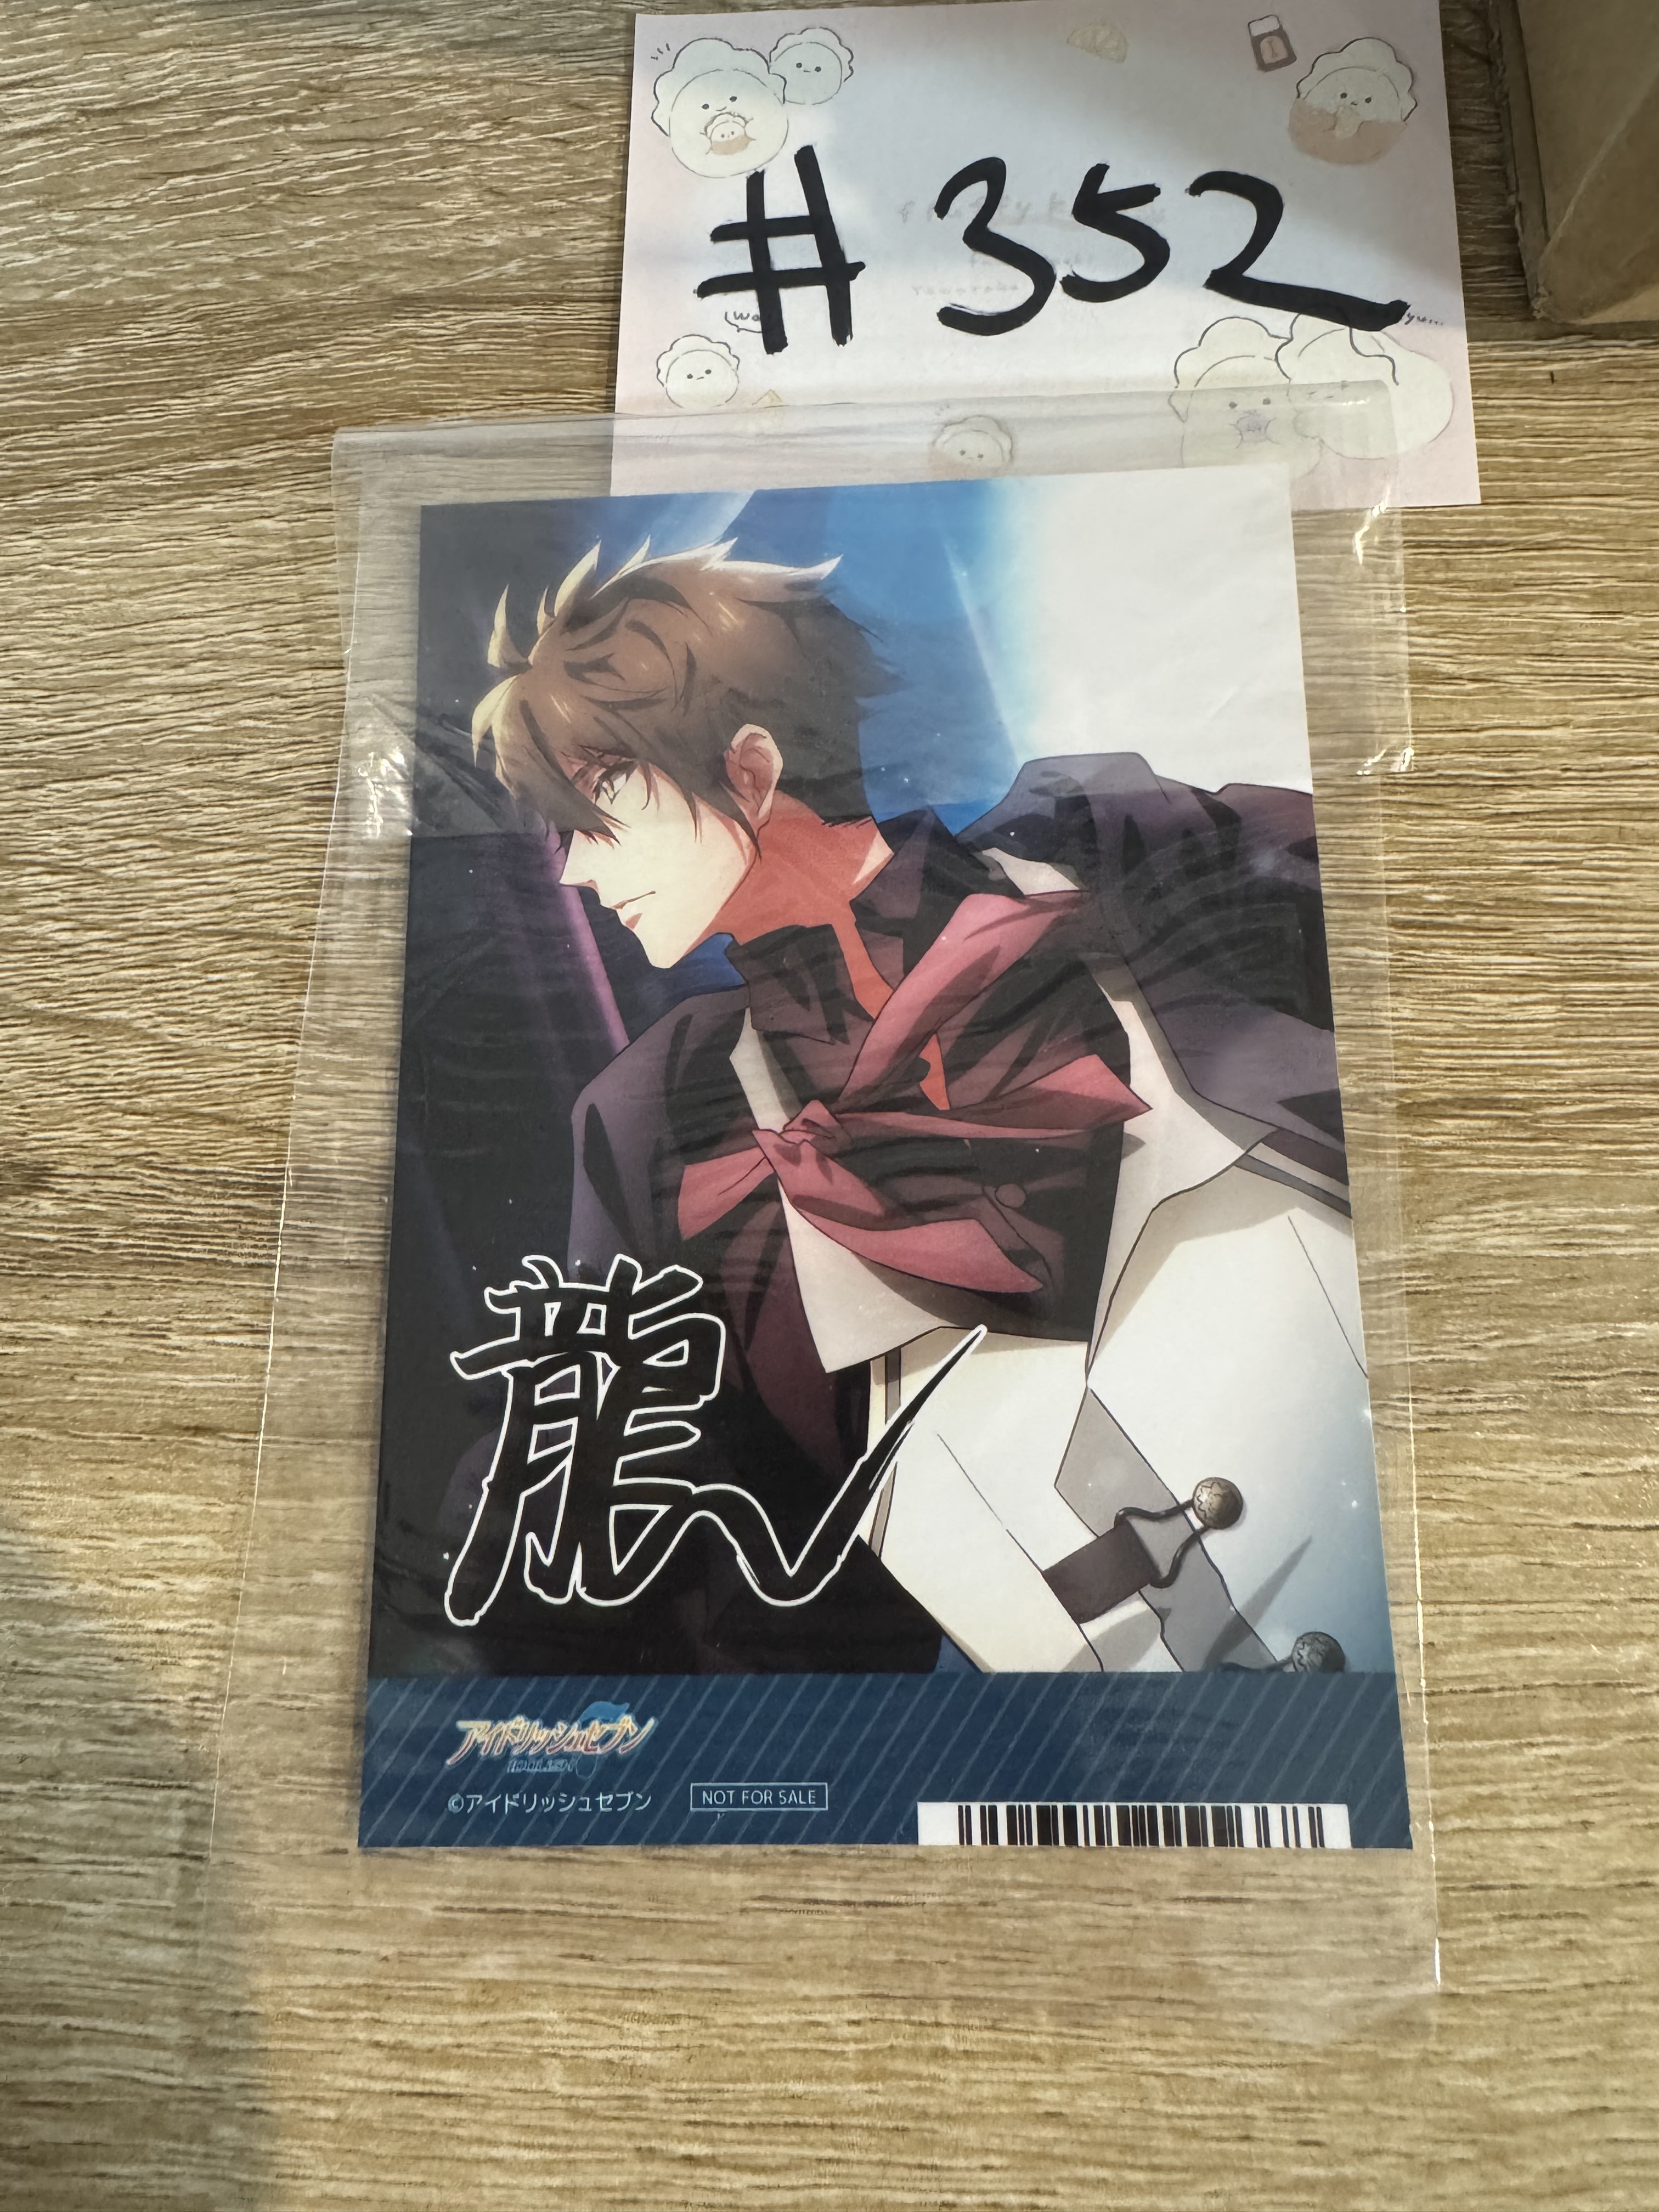 #352
龍
アイドリッシュセブン
IDOLiSH7
©アイドリッシュセブン
NOT FOR SALE